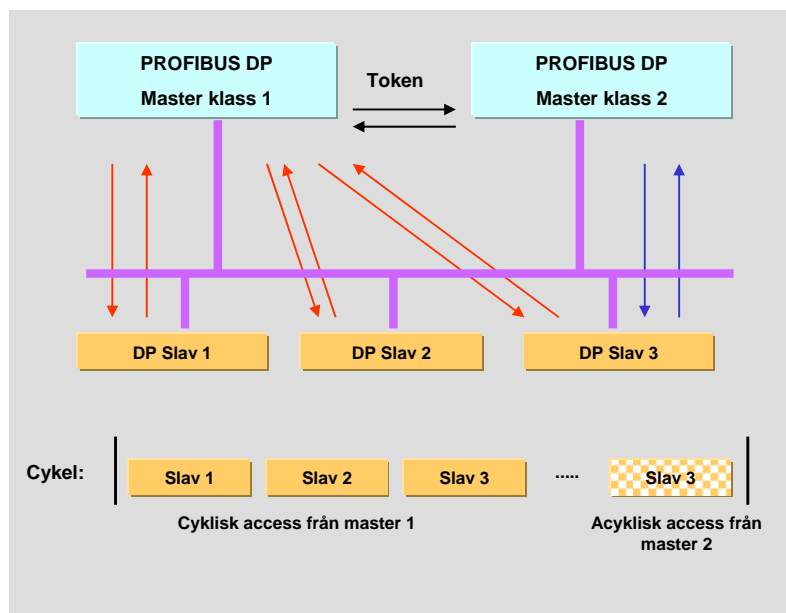 PROFIBUS DP
Master klass 1
Token
PROFIBUS DP
Master klass 2
DP Slav 1
DP Slav 2
DP Slav 3
Cykel:
Slav 1
Slav 2
Slav 3
.....
Slav 3
Cyklisk access från master 1
Acyklisk access från
master 2